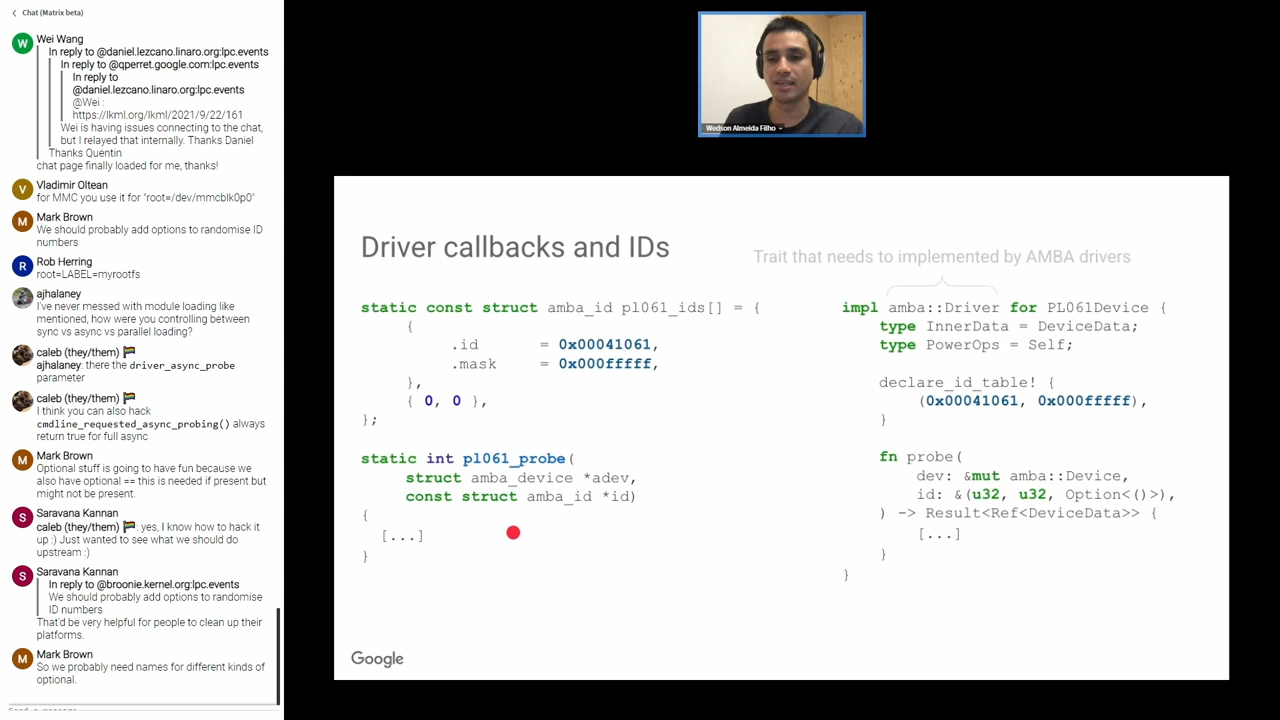 Chat (Matrix beta)
W
Wei Wang
In reply to @daniel.lezcano.linaro.org:lpc.events
In reply to @qperret.google.com:lpc.events
In reply to
@daniel.lezcano.linaro.org:lpc.events
@Wei :
https://lkml.org/lkml/2021/9/22/161
Wei is having issues connecting to the chat,
but I relayed that internally. Thanks Daniel
Thanks Quentin
chat page finally loaded for me, thanks!
V
Vladimir Oltean
for MMC you use it for "root=/dev/mmcblk0p0"
M
Mark Brown
We should probably add options to randomise ID
numbers
R
Rob Herring
root=LABEL=myrootfs
ajhalaney
I've never messed with module loading like
mentioned, how were you controlling between
sync vs async vs parallel loading?
caleb (they/them)
ajhalaney: there the driver_async_probe
parameter
caleb (they/them)
I think you can also hack
cmdline_requested_async_probing() always
return true for full async
M
Mark Brown
Optional stuff is going to have fun because we
also have optional == this is needed if present but
might not be present.
S
Saravana Kannan
caleb (they/them) : yes, I know how to hack it
up :) Just wanted to see what we should do
upstream :)
S
Saravana Kannan
In reply to @broonie.kernel.org:lpc.events
We should probably add options to randomise
ID numbers
That'd be very helpful for people to clean up their
platforms.
M
Mark Brown
So we probably need names for different kinds of
optional.
Wedson Almeida Filho
Driver callbacks and IDs
Trait that needs to implemented by AMBA drivers
static const struct amba_id pl061_ids[] = {
{
.id = 0x00041061,
.mask = 0x000fffff,
},
{ 0, 0 },
};
static int pl061_probe(
struct amba_device *adev,
const struct amba_id *id)
{
[...]
}
impl amba::Driver for PL061Device {
type InnerData = DeviceData;
type PowerOps = Self;
declare_id_table! {
(0x00041061, 0x000fffff),
}
fn probe(
dev: &mut amba::Device,
id: &(u32, u32, Option<()>),
) -> Result<Ref<DeviceData>> {
[...]
}
}
Google